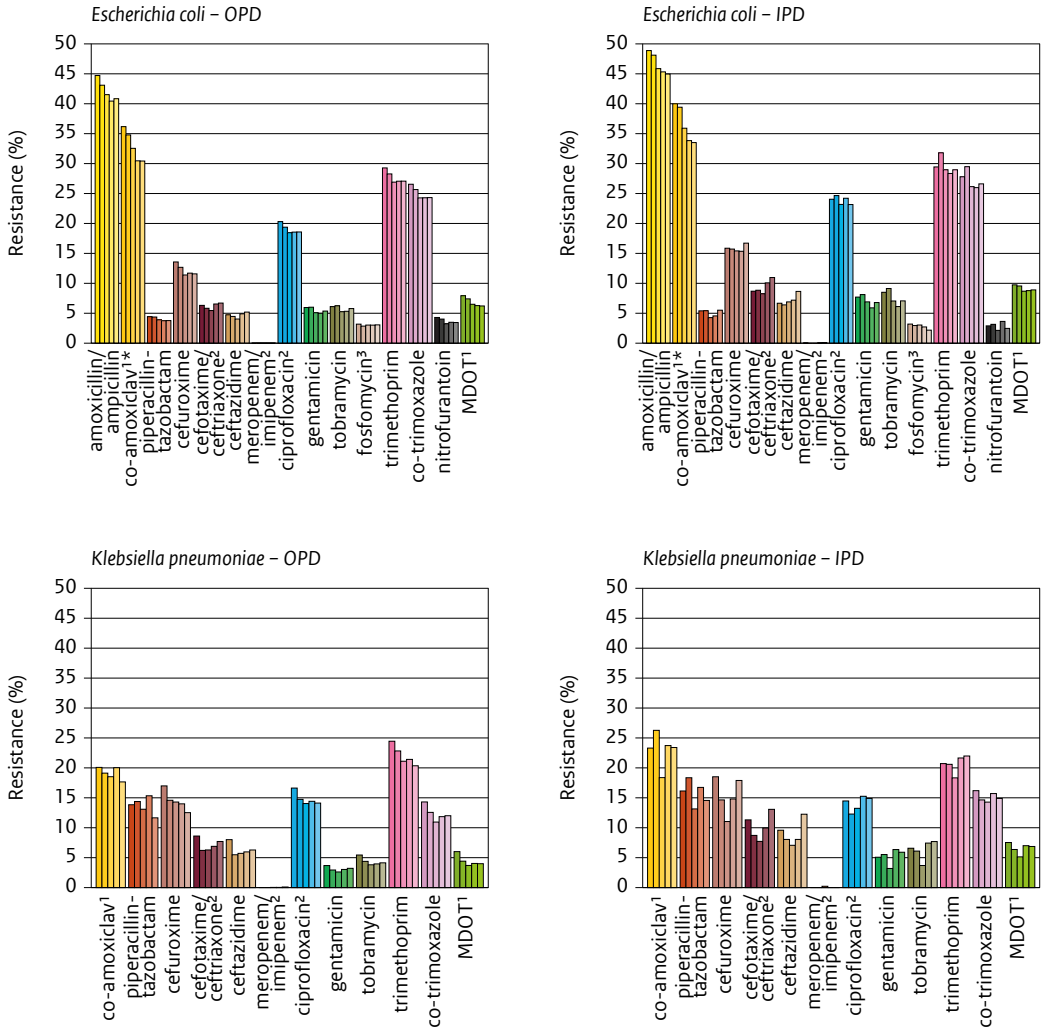 Escherichia coli – OPD
Resistance (%)
50
45
40
35
30
25
20
15
10
5
0
amoxicillin/
ampicillin
co-amoxiclav¹*
piperacillin-
tazobactam
cefuroxime
cefotaxime/
ceftriaxone²
ceftazidime
meropenem/
imipenem²
ciprofloxacin²
gentamicin
tobramycin
fosfomycin³
trimethoprim
co-trimoxazole
nitrofurantoin
MDOT¹
Escherichia coli – IPD
Resistance (%)
50
45
40
35
30
25
20
15
10
5
0
amoxicillin/
ampicillin
co-amoxiclav¹*
piperacillin-
tazobactam
cefuroxime
cefotaxime/
ceftriaxone²
ceftazidime
meropenem/
imipenem²
ciprofloxacin²
gentamicin
tobramycin
fosfomycin³
trimethoprim
co-trimoxazole
nitrofurantoin
MDOT¹
Klebsiella pneumoniae – OPD
Resistance (%)
50
45
40
35
30
25
20
15
10
5
0
co-amoxiclav¹
piperacillin-
tazobactam
cefuroxime
cefotaxime/
ceftriaxone²
ceftazidime
meropenem/
imipenem²
ciprofloxacin²
gentamicin
tobramycin
trimethoprim
co-trimoxazole
MDOT¹
Klebsiella pneumoniae – IPD
Resistance (%)
50
45
40
35
30
25
20
15
10
5
0
co-amoxiclav¹
piperacillin-
tazobactam
cefuroxime
cefotaxime/
ceftriaxone²
ceftazidime
meropenem/
imipenem²
ciprofloxacin²
gentamicin
tobramycin
trimethoprim
co-trimoxazole
MDOT¹